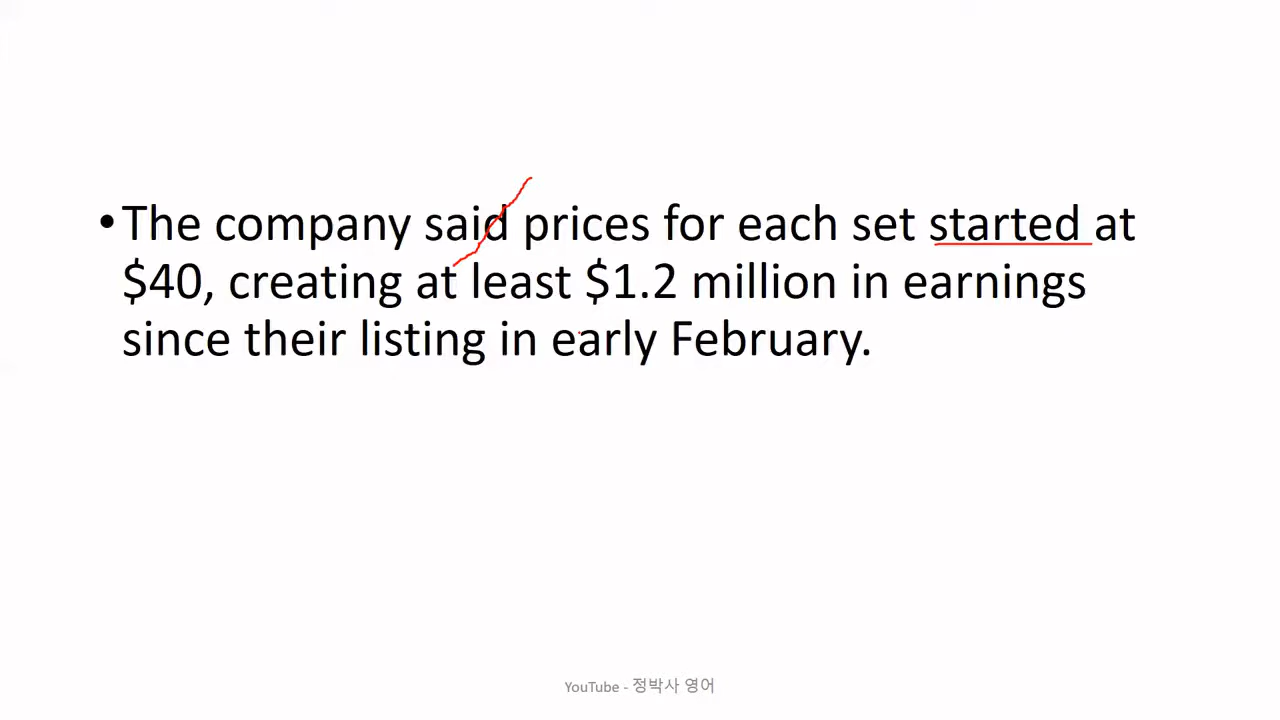 •The company said prices for each set started at
$40, creating at least $1.2 million in earnings
since their listing in early February.
YouTube - 정박사 영어